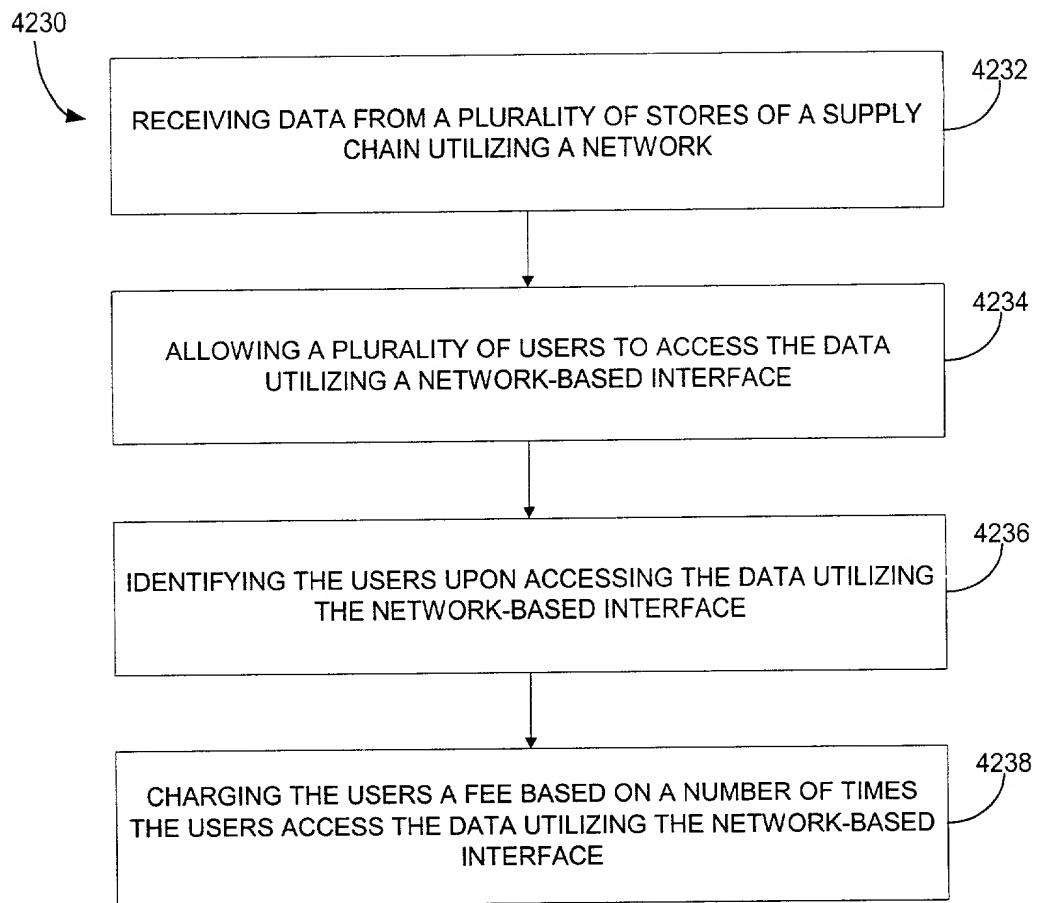 4230
4232
RECEIVING DATA FROM A PLURALITY OF STORES OF A SUPPLY
CHAIN UTILIZING A NETWORK
4234
ALLOWING A PLURALITY OF USERS TO ACCESS THE DATA
UTILIZING A NETWORK-BASED INTERFACE
4236
IDENTIFYING THE USERS UPON ACCESSING THE DATA UTILIZING
THE NETWORK-BASED INTERFACE
4238
CHARGING THE USERS A FEE BASED ON A NUMBER OF TIMES
THE USERS ACCESS THE DATA UTILIZING THE NETWORK-BASED
INTERFACE